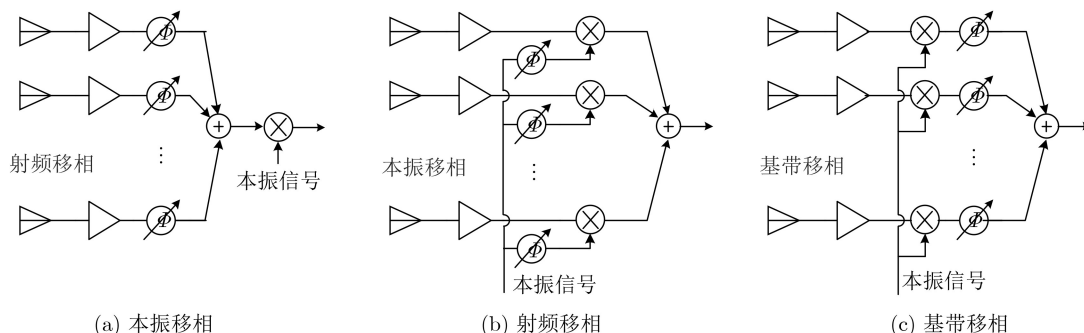 Φ
Φ
Φ
Φ
Φ
Φ
Φ
Φ
Φ
射频移相
本振信号
本振移相
本振信号
基带移相
本振信号
(a) 本振移相
(b) 射频移相
(c) 基带移相